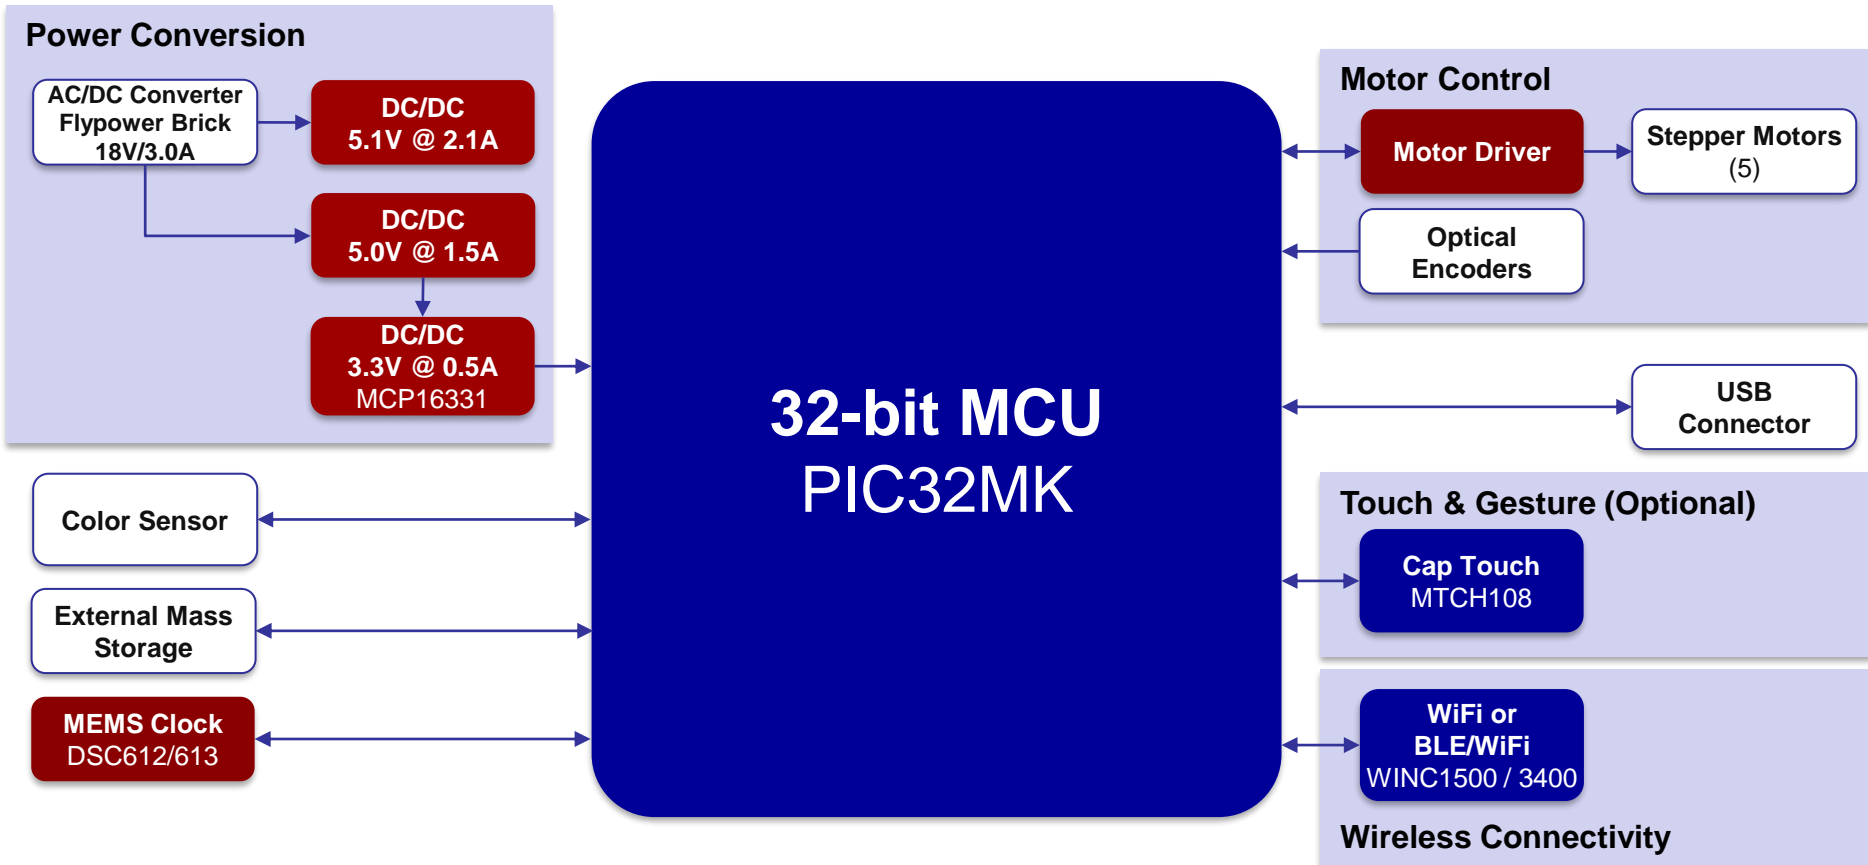 Power Conversion
AC/DC Converter
Flypower Brick
18V/3.0A
DC/DC
5.1V @ 2.1A
DC/DC
5.0V @ 1.5A
DC/DC
3.3V @ 0.5A
MCP16331
Color Sensor
External Mass
Storage
MEMS Clock
DSC612/613
32-bit MCU
PIC32MK
Motor Control
Motor Driver
Stepper Motors
(5)
Optical
Encoders
USB
Connector
Touch & Gesture (Optional)
Cap Touch
MTCH108
WiFi or
BLE/WiFi
WINC1500 / 3400
Wireless Connectivity